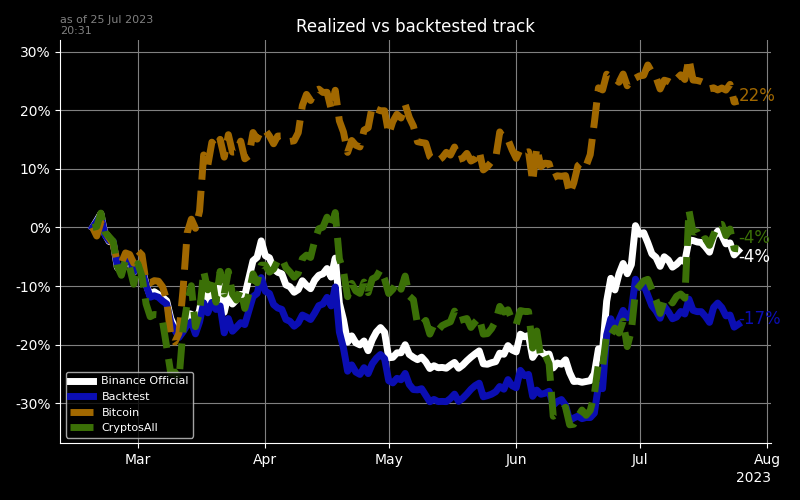 as of 25 Jul 2023
20:31
Realized vs backtested track
30%
20%
10%
0%
-10%
-20%
-30%
22%
-4%
-4%
-17%
Binance Official
Backtest
Bitcoin
CryptosAll
Mar Apr May Jun Jul Aug
2023